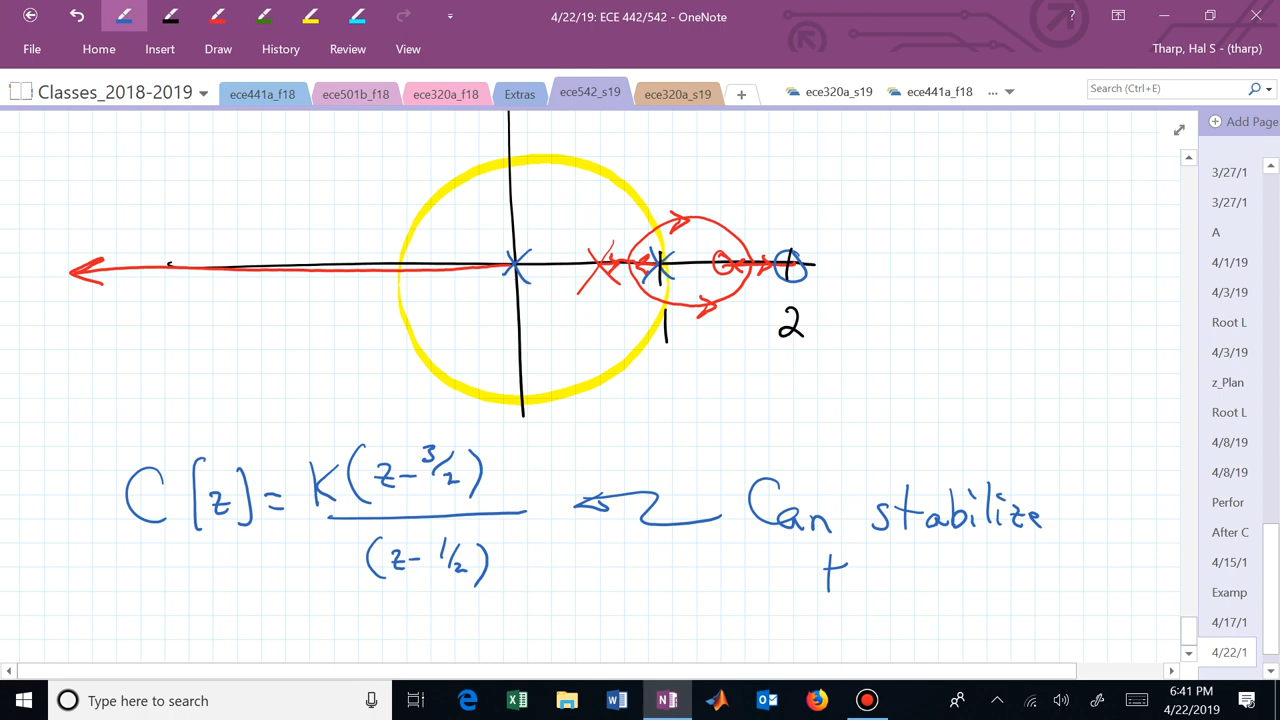 4/22/19: ECE 442/542 - OneNote
?
File Home Insert Draw History Review View
Tharp, Hal S - (tharp)
Classes_2018-2019
ece441a_f18
ece501b_f18
ece320a_f18
Extras
ece542_s19
ece320a_s19
+
ece320a_s19
ece441a_f18
...
Search (Ctrl+E)
Add Page
3/27/1
3/27/1
A
4/1/19
4/3/19
Root L
4/3/19
z_Plan
Root L
4/8/19
4/8/19
Perfor
After C
4/15/1
Examp
4/17/1
4/22/1
1
2
C[z] = K(z-3/2)
(z-1/2)
Can stabilize
+
Type here to search
6:41 PM
4/22/2019